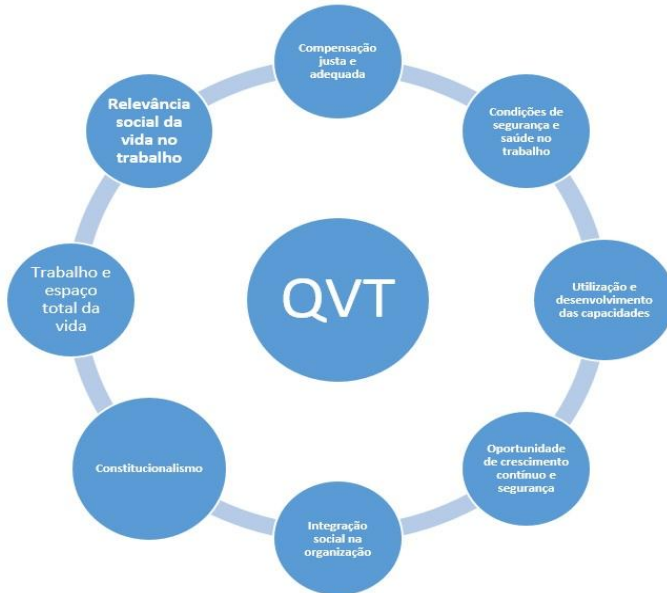 Compensação
justa e
adequada
Condições de
segurança e
saúde no
trabalho
Utilização e
desenvolvimento
das capacidades
Oportunidade
de crescimento
contínuo e
segurança
Integração
social na
organização
Constitucionalismo
Trabalho e
espaço
total da
vida
Relevância
social da
vida no
trabalho
QVT